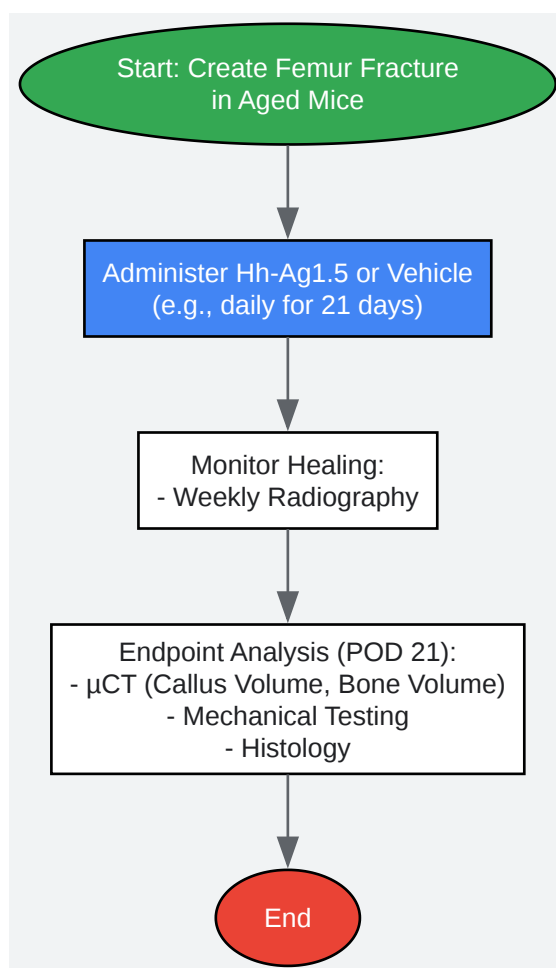 Start: Create Femur Fracture
in Aged Mice
Administer Hh-Ag1.5 or Vehicle
(e.g., daily for 21 days)
Monitor Healing:
- Weekly Radiography
Endpoint Analysis (POD 21):
- µCT (Callus Volume, Bone Volume)
- Mechanical Testing
- Histology
End